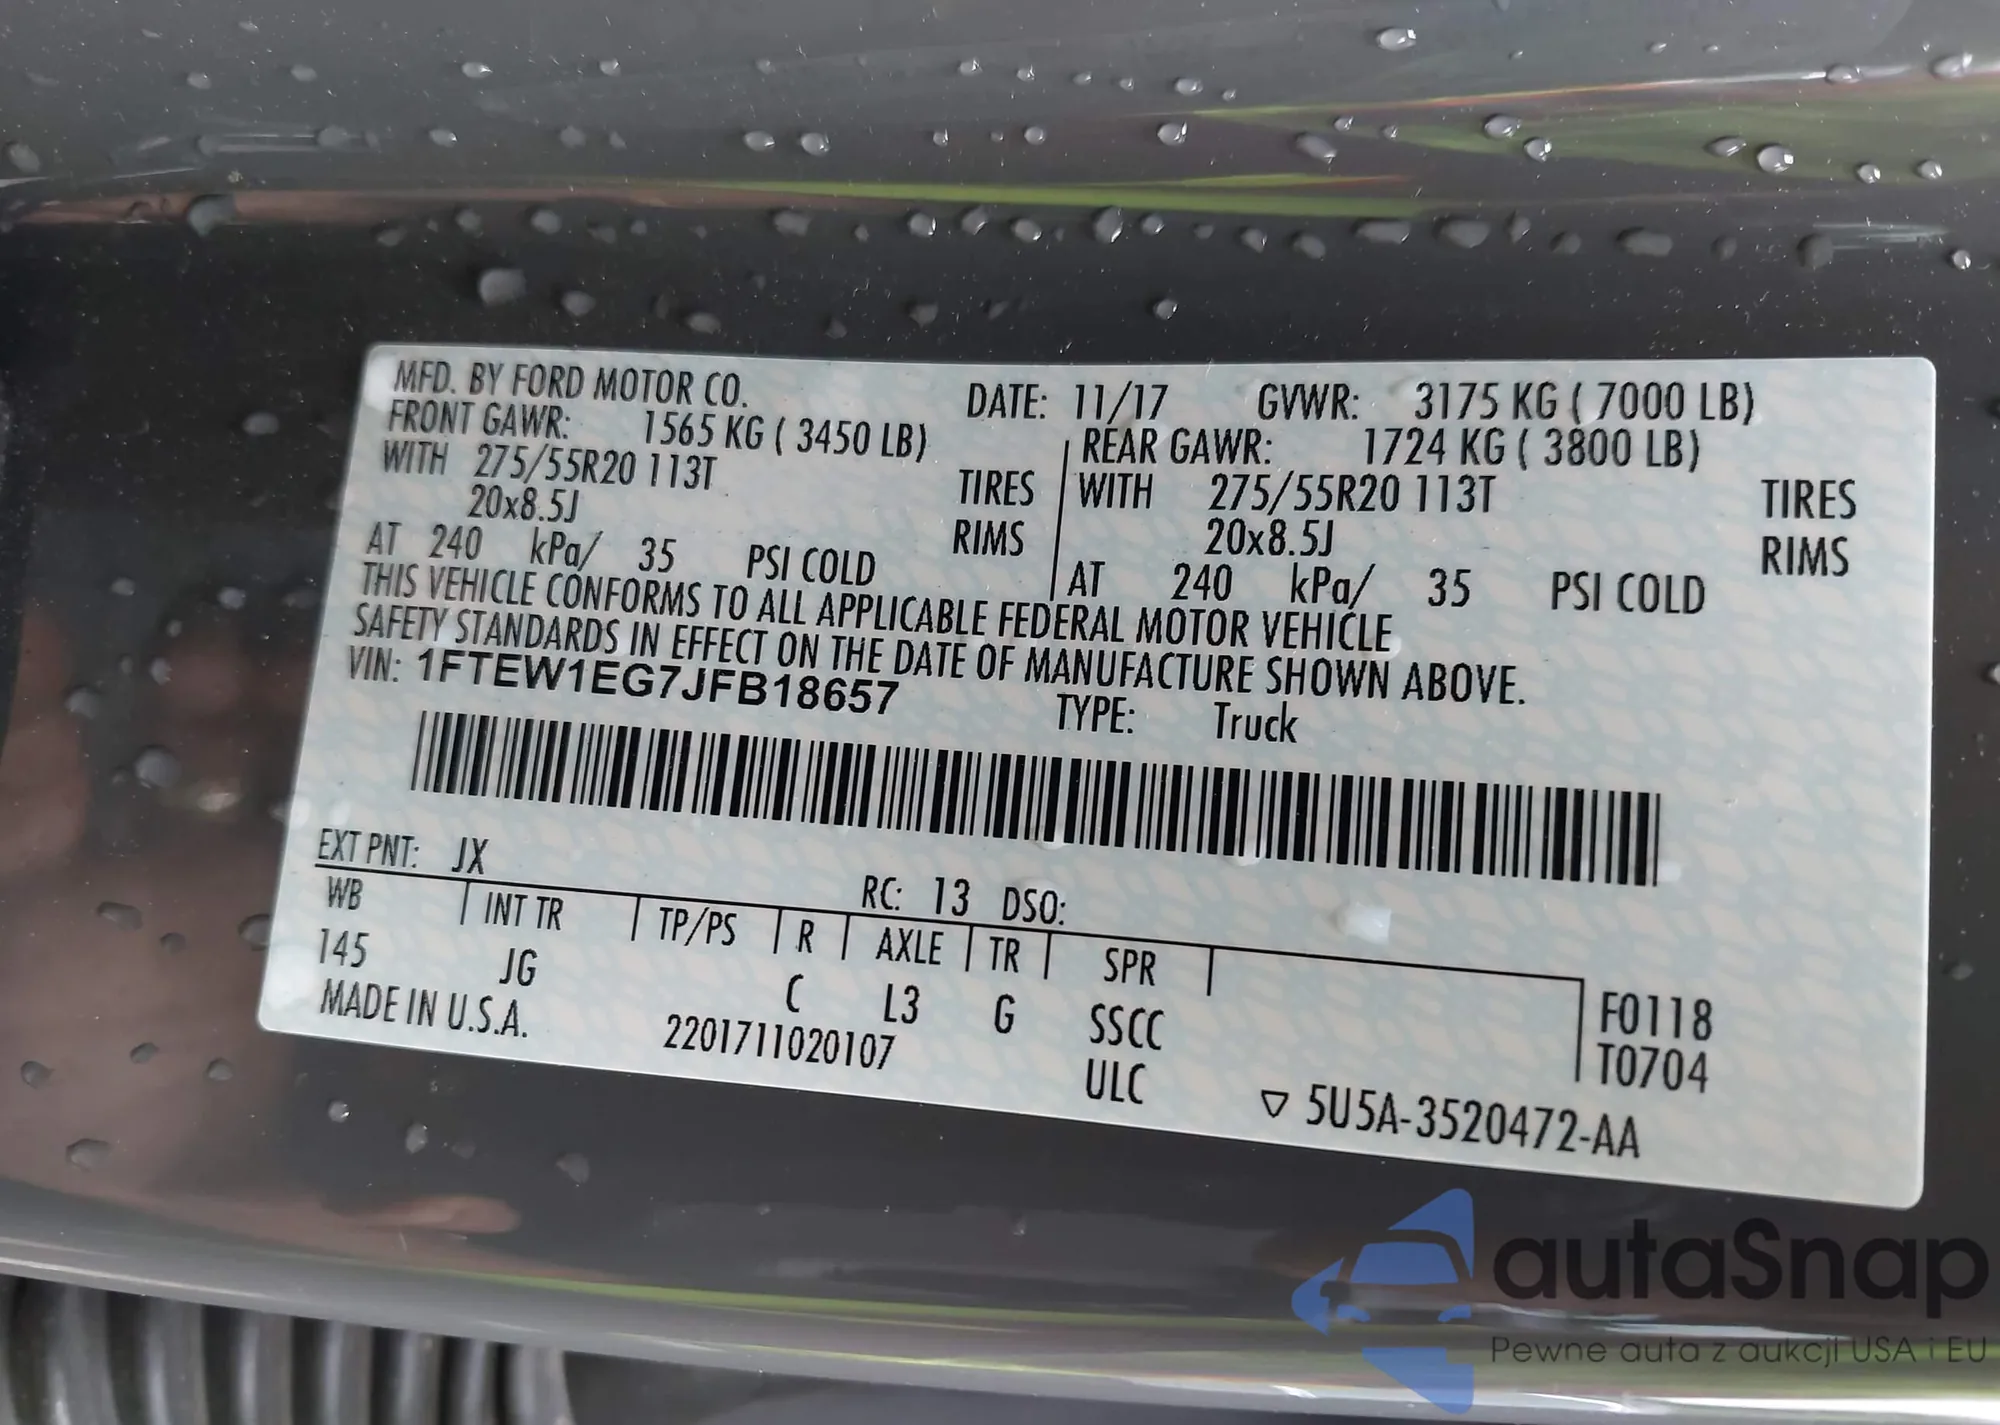 MFD. BY FORD MOTOR CO.
DATE: 11/17 GVWR: 3175 KG ( 7000 LB)
FRONT GAWR: 1565 KG ( 3450 LB) REAR GAWR: 1724 KG ( 3800 LB)
WITH 275/55R20 113T TIRES WITH 275/55R20 113T TIRES
20x8.5J RIMS 20x8.5J RIMS
AT 240 kPa/ 35 PSI COLD AT 240 kPa/ 35 PSI COLD
THIS VEHICLE CONFORMS TO ALL APPLICABLE FEDERAL MOTOR VEHICLE
SAFETY STANDARDS IN EFFECT ON THE DATE OF MANUFACTURE SHOWN ABOVE.
VIN: 1FTEW1EG7JFB18657 TYPE: Truck
EXT PNT: JX RC: 13 DSO:
WB INT TR TP/PS R AXLE TR SPR
145 JG C L3 G SSCC F0118
MADE IN U.S.A. 2201711020107 ULC T0704
▽ 5U5A-3520472-AA
autaSnap
Pewne auta z aukcji USA i EU